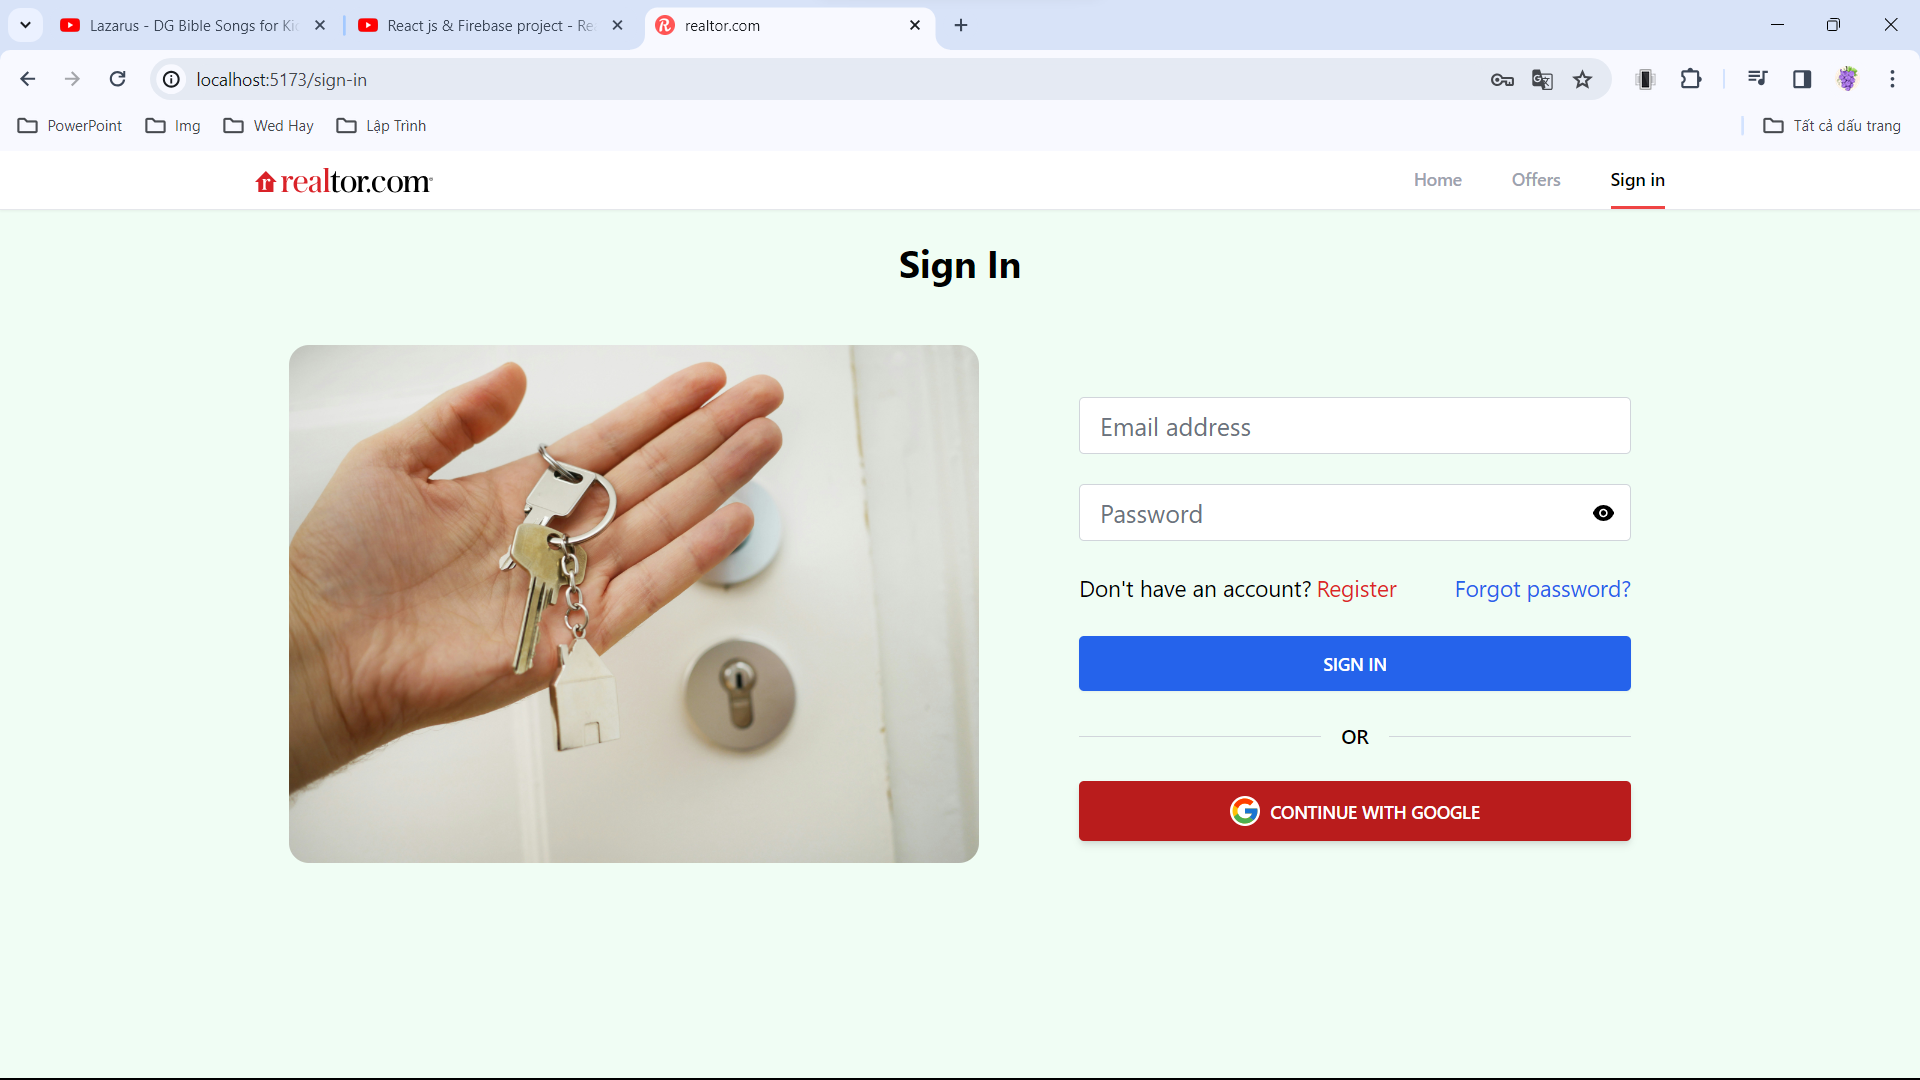 Lazarus - DG Bible Songs for Ki
React js & Firebase project - Re
realtor.com
localhost:5173/sign-in
PowerPoint
Img
Wed Hay
Lập Trình
Tất cả dấu trang
realtor.com
Home
Offers
Sign in
Sign In
Email address
Password
Don't have an account? Register
Forgot password?
SIGN IN
OR
CONTINUE WITH GOOGLE